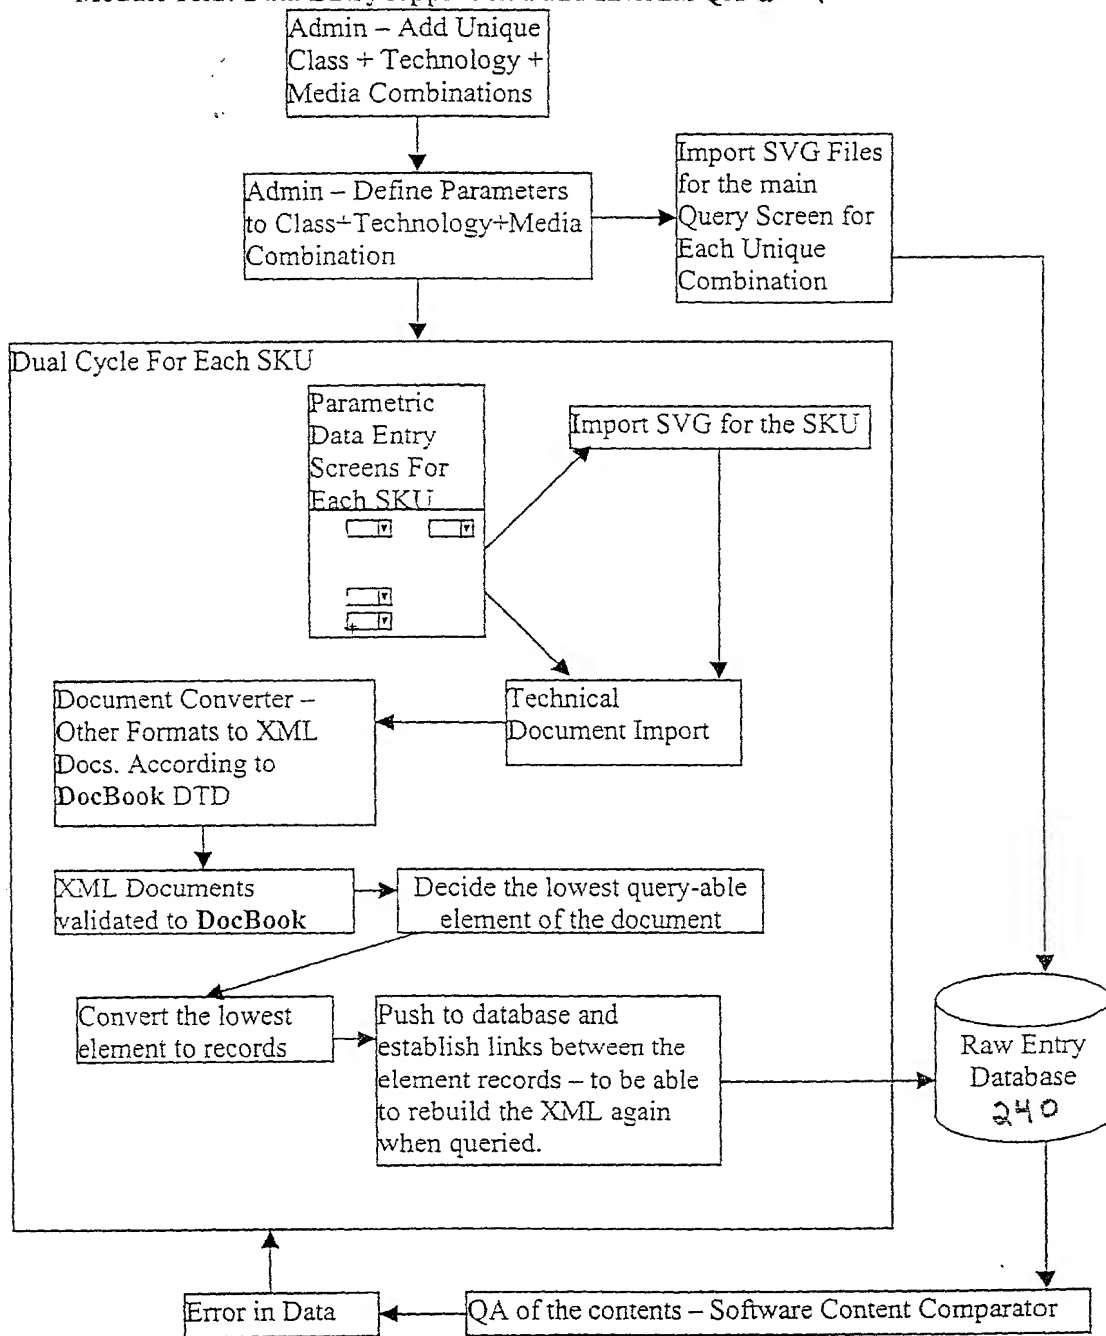 Admin – Add Unique
Class + Technology +
Media Combinations
Admin – Define Parameters
to Class+Technology+Media
Combination
Import SVG Files
for the main
Query Screen for
Each Unique
Combination
Dual Cycle For Each SKU
Parametric
Data Entry
Screens For
Each SKU
Import SVG for the SKU
Technical
Document Import
Document Converter –
Other Formats to XML
Docs. According to
DocBook DTD
XML Documents
validated to DocBook
Decide the lowest query-able
element of the document
Convert the lowest
element to records
Push to database and
establish links between the
element records – to be able
to rebuild the XML again
when queried.
Raw Entry
Database
240
QA of the contents – Software Content Comparator
Error in Data